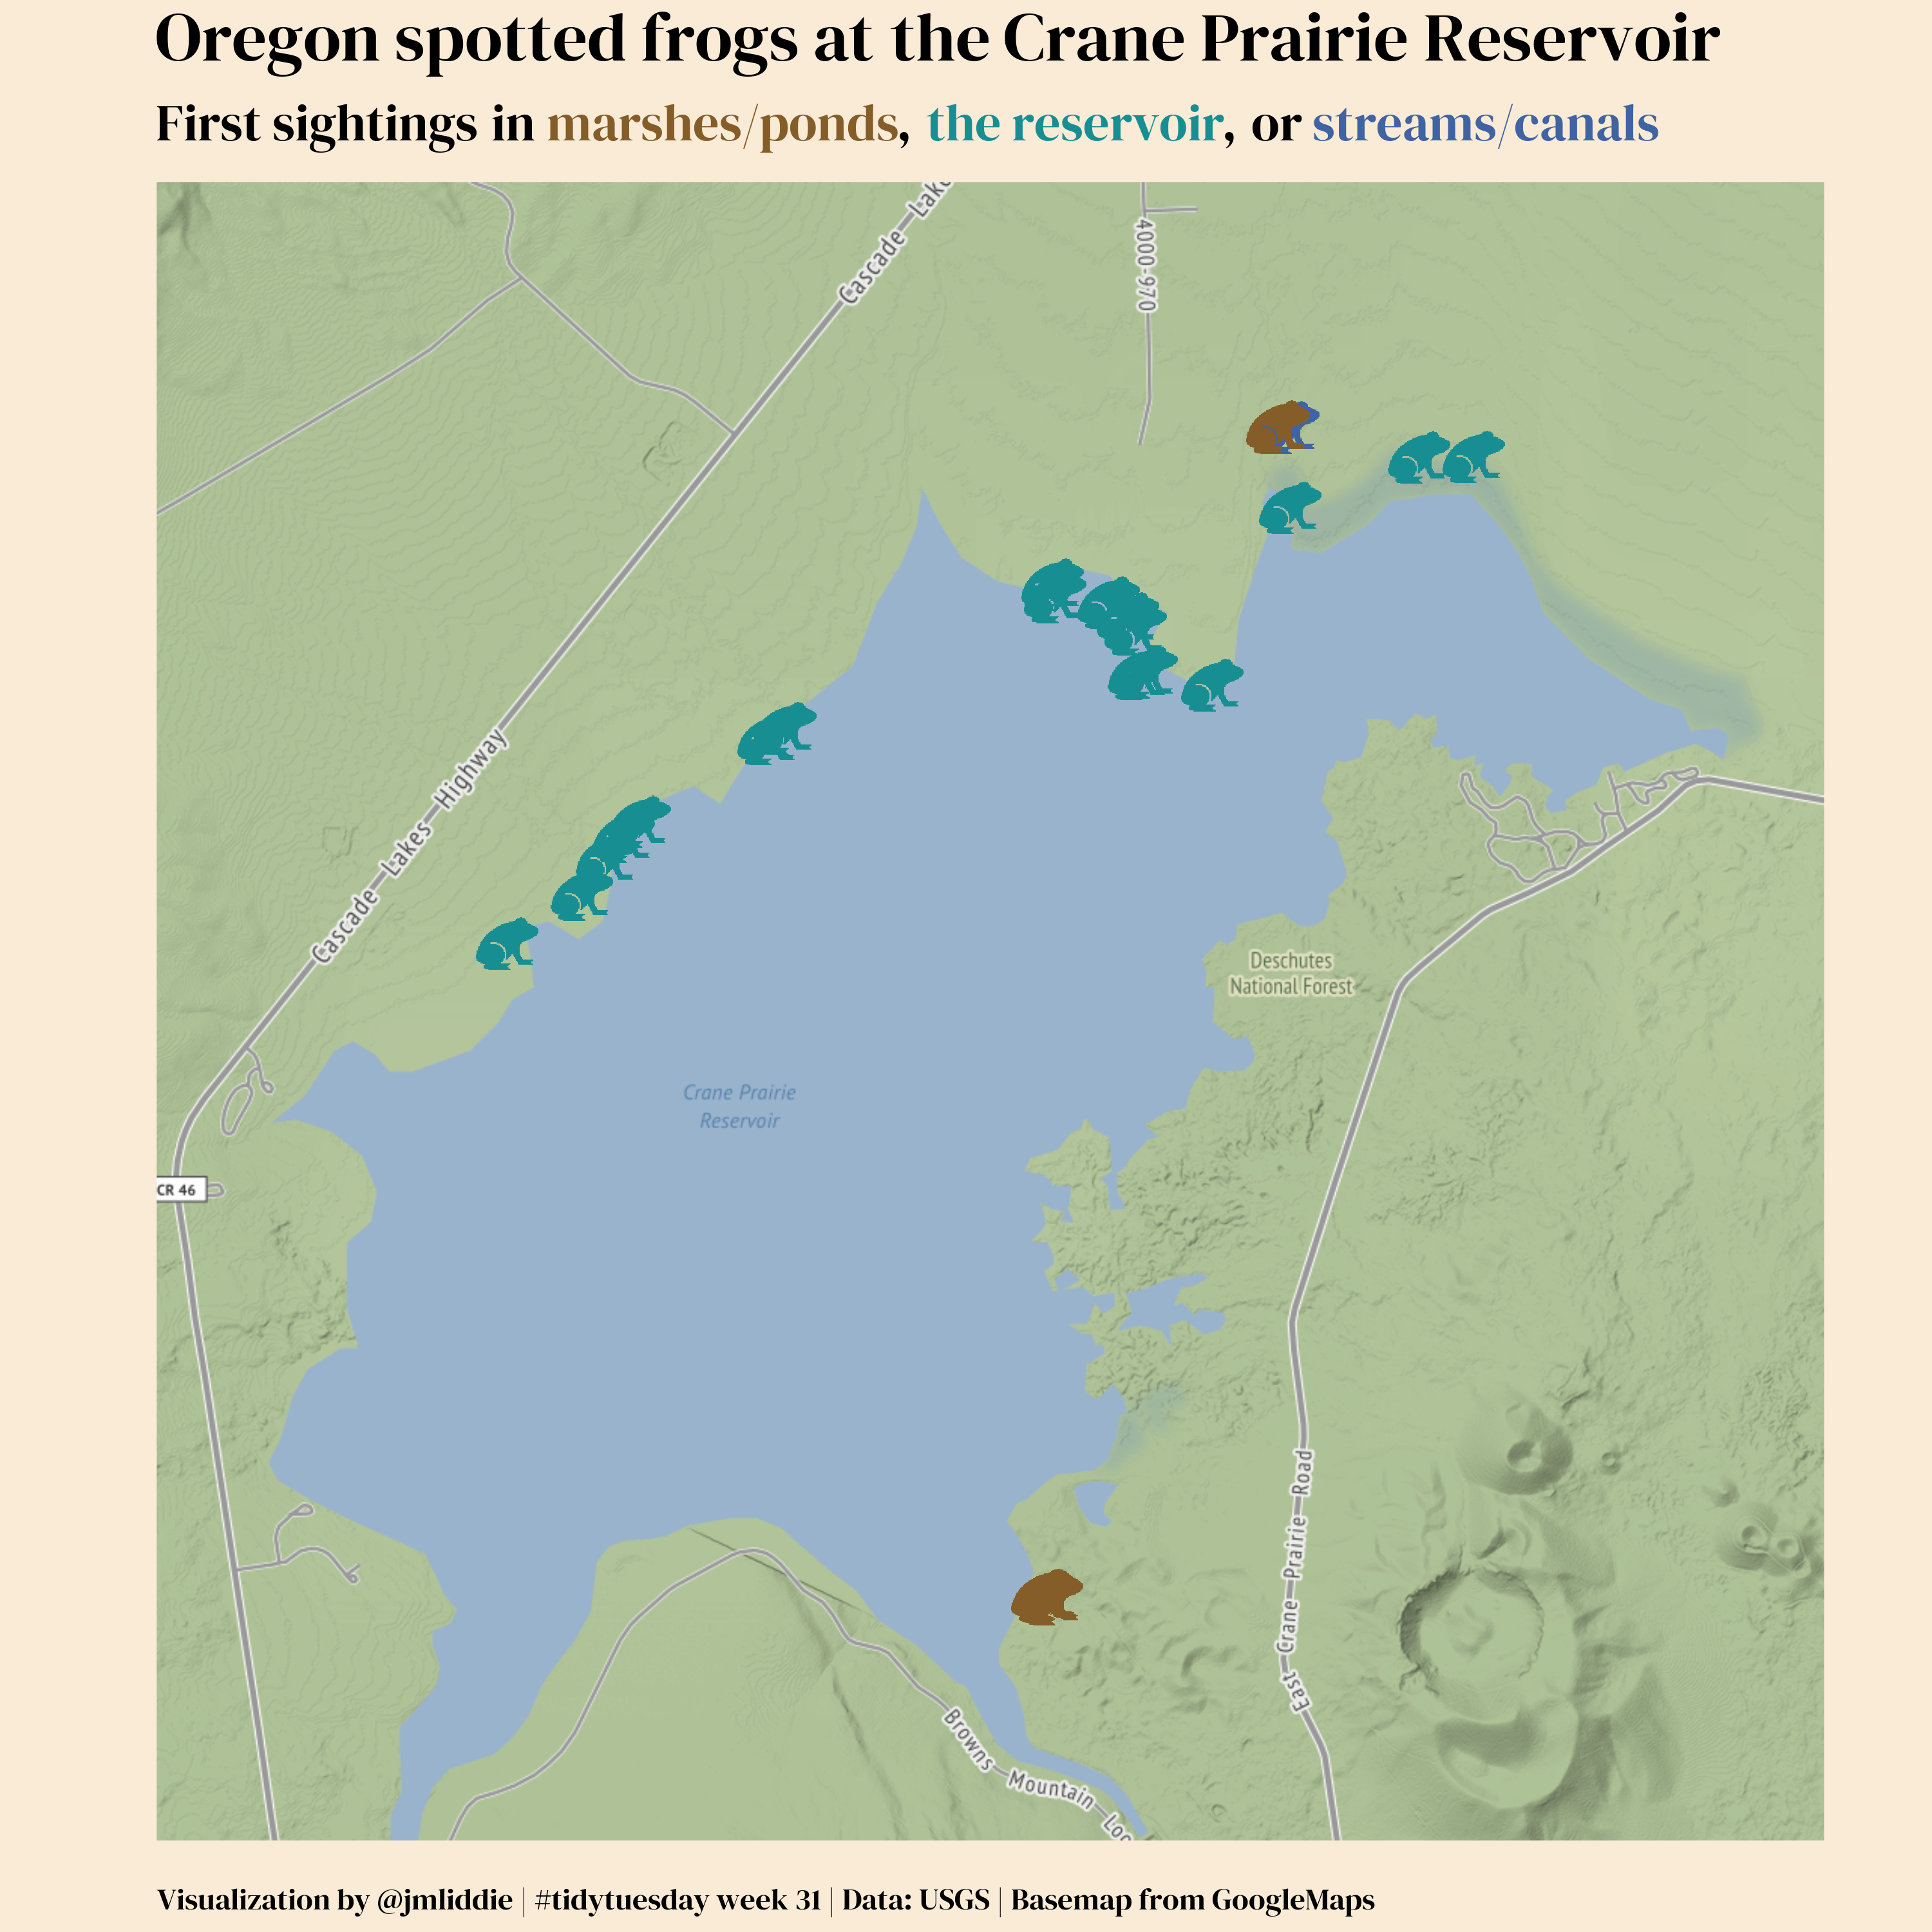 Oregon spotted frogs at the Crane Prairie Reservoir
First sightings in marshes/ponds, the reservoir, or streams/canals
Cascade
4000-970
Cascade Lakes Highway
Deschutes
National Forest
Crane Prairie
Reservoir
CR 46
East Crane Prairie Road
Browns Mountain
Visualization by @jmliddie | #tidytuesday week 31 | Data: USGS | Basemap from GoogleMaps